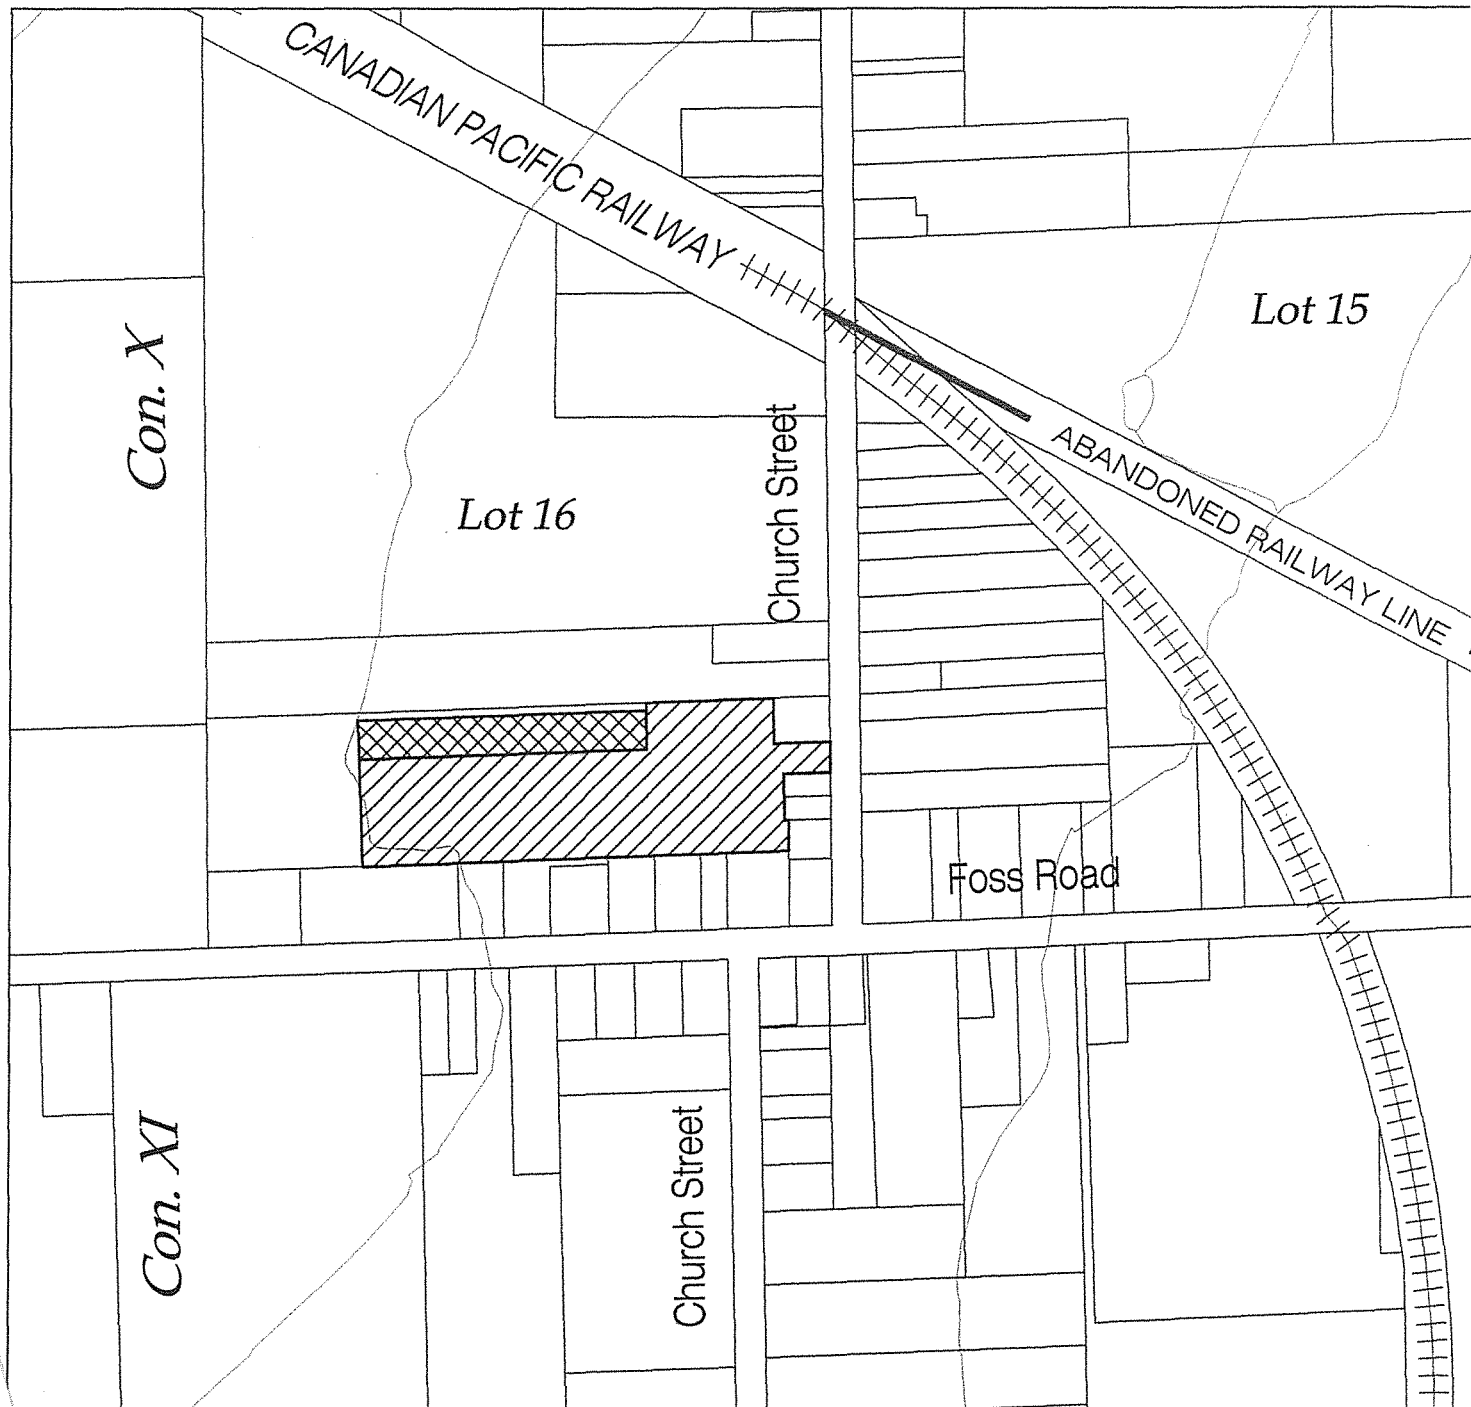 CANADIAN PACIFIC RAILWAY
Lot 15
Con. X
Church Street
ABANDONED RAILWAY LINE
Lot 16
Foss Road
Con. XI
Church Street